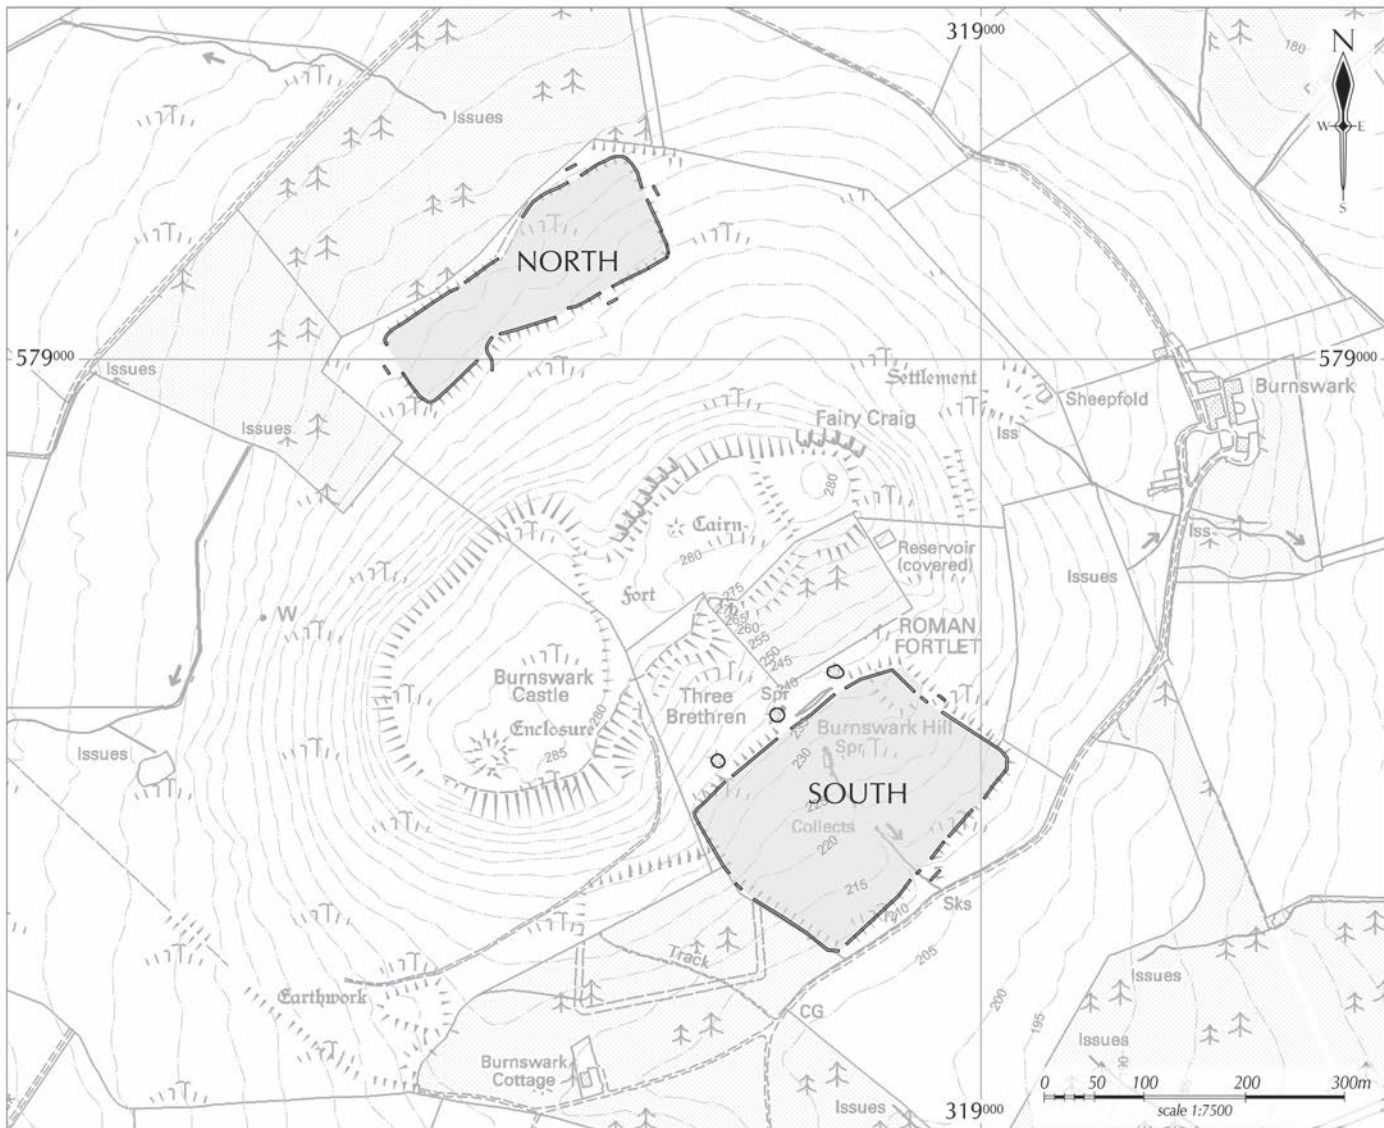 319000
180
N
W E
S
Issues
NORTH
579000
579000
Issues
Settlement
Sheepfold
Burnswark
Fairy Craig
Iss
Issues
280
Cairn
280
Reservoir
(covered)
Iss
Issues
Fort
275
270
265
260
255
250
245
240
W
ROMAN
FORTLET
Burnswark
Castle
Three
Brethren
Spr
Enclosure
280
285
235
230
Burnswark Hill
Spr
SOUTH
225
Collects
220
Issues
215
210
Sks
205
Track
Earthwork
200
195
Issues
CG
Burnswark
Cottage
Issues
Issues
319000
0 50 100 200 300m
scale 1:7500